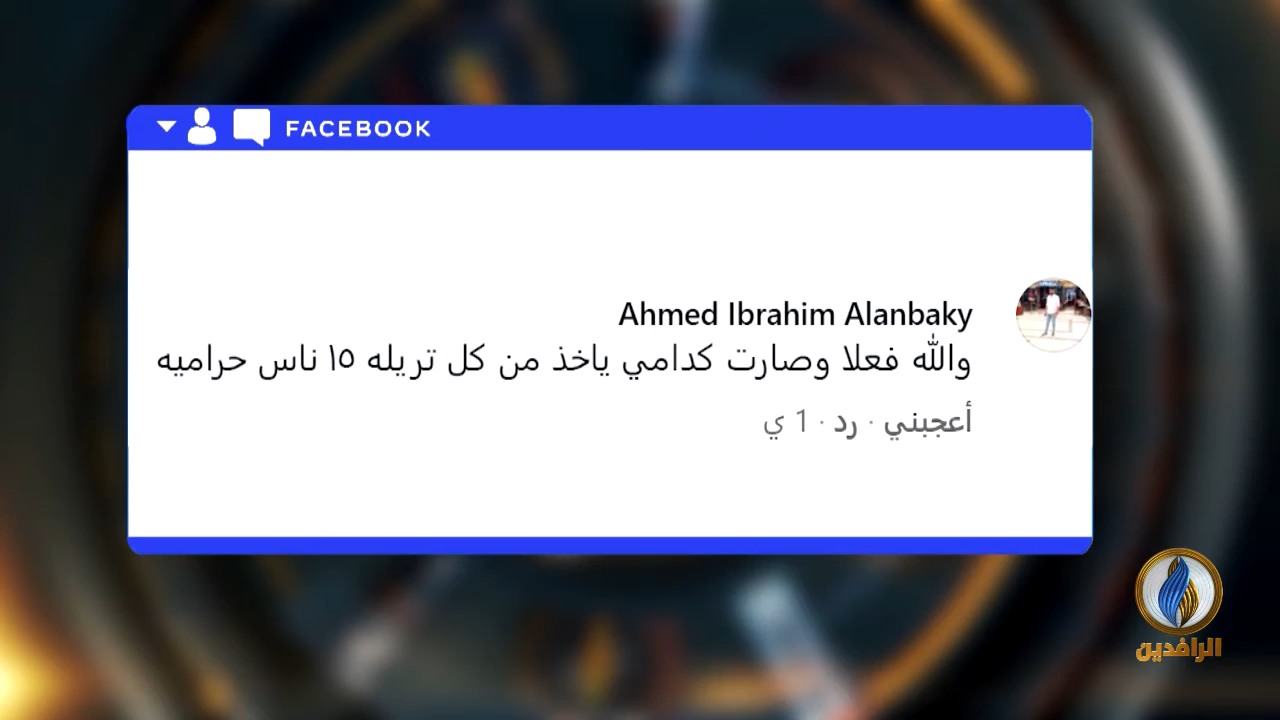 FACEBOOK
Ahmed Ibrahim Alanbaky
والله فعلا وصارت كدامي ياخذ من كل تريله ١٥ ناس حراميه
أعجبني · رد · 1 ي
الرافدين